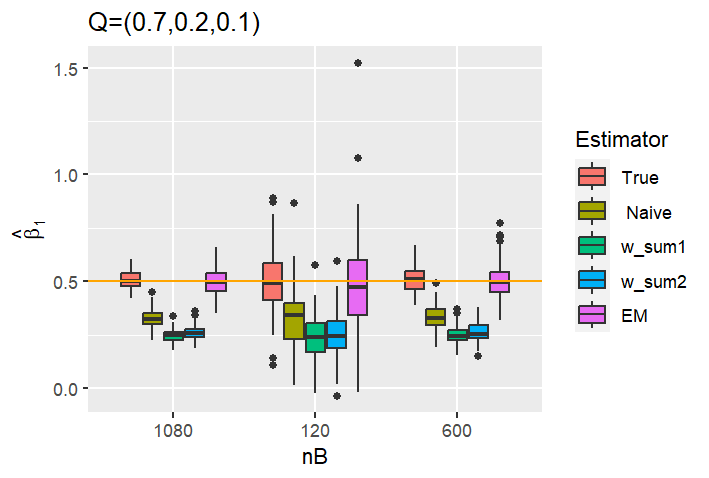 Q=(0.7,0.2,0.1)
1.5
1.0
0.5
0.0
β̂₁
1080
120
600
nB
Estimator
True
Naive
w_sum1
w_sum2
EM